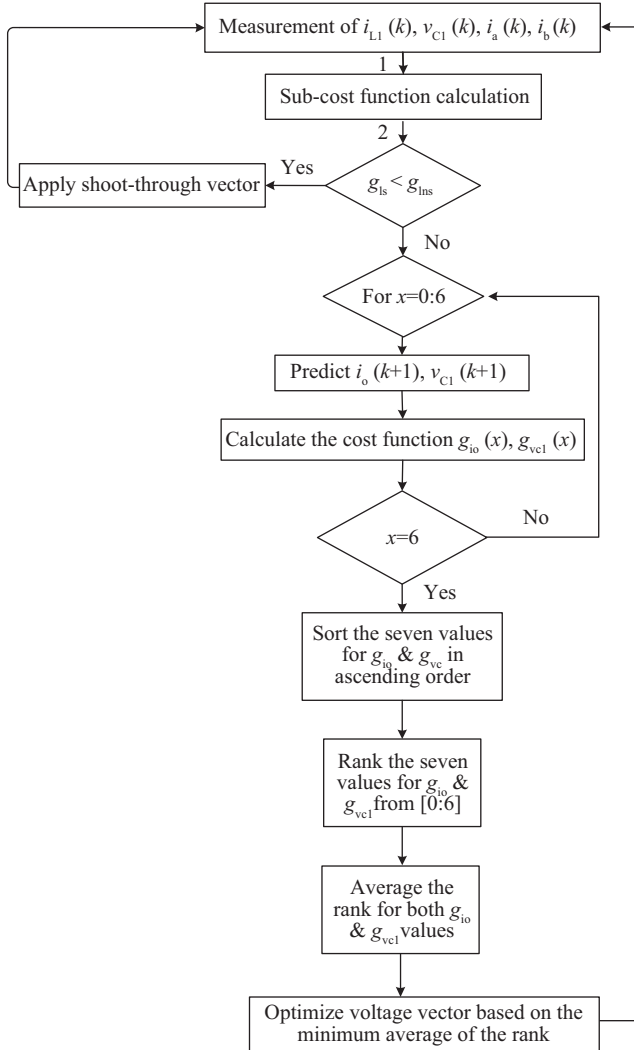 Measurement of i_L1 (k), v_C1 (k), i_a (k), i_b (k)
1
Sub-cost function calculation
2
Yes
Apply shoot-through vector
g_ls < g_lns
No
For x=0:6
Predict i_o (k+1), v_C1 (k+1)
Calculate the cost function g_io (x), g_vc1 (x)
No
x=6
Yes
Sort the seven values
for g_io & g_vc in
ascending order
Rank the seven
values for g_io &
g_vc1 from [0:6]
Average the
rank for both g_io
& g_vc1 values
Optimize voltage vector based on the
minimum average of the rank